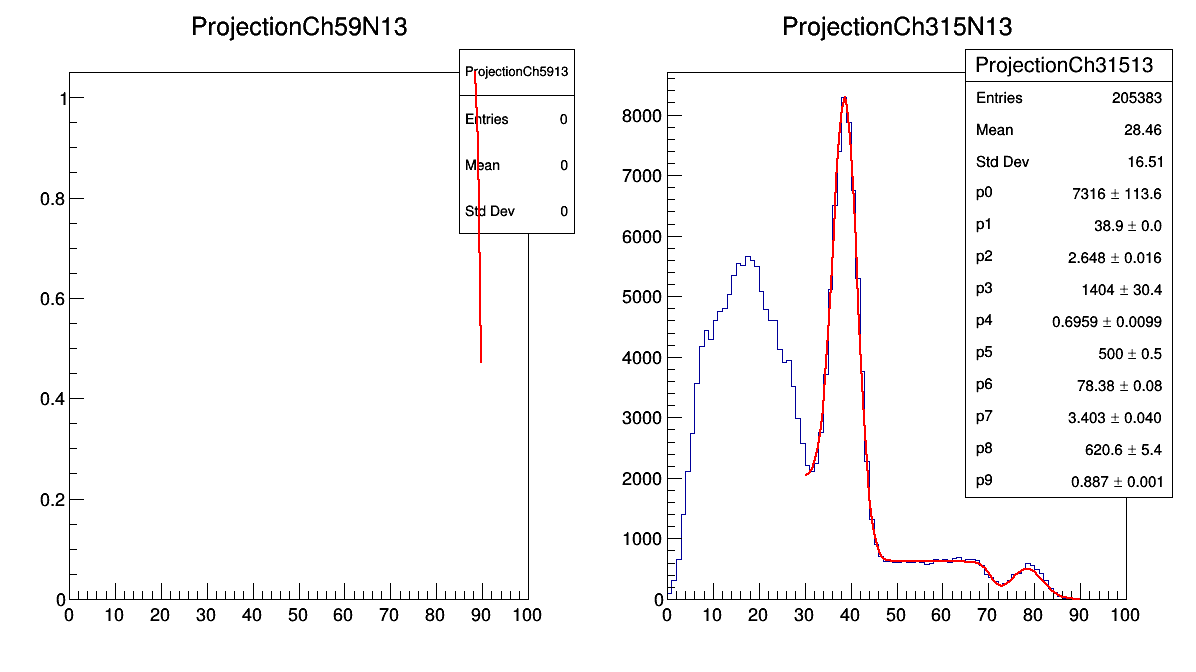 ProjectionCh59N13
ProjectionCh5913
Entries 0
Mean 0
Std Dev 0
1
0.8
0.6
0.4
0.2
0
0 10 20 30 40 50 60 70 80 90 100
ProjectionCh315N13
ProjectionCh31513
Entries 205383
Mean 28.46
Std Dev 16.51
p0 7316 ± 113.6
p1 38.9 ± 0.0
p2 2.648 ± 0.016
p3 1404 ± 30.4
p4 0.6959 ± 0.0099
p5 500 ± 0.5
p6 78.38 ± 0.08
p7 3.403 ± 0.040
p8 620.6 ± 5.4
p9 0.887 ± 0.001
8000
7000
6000
5000
4000
3000
2000
1000
0
0 10 20 30 40 50 60 70 80 90 100